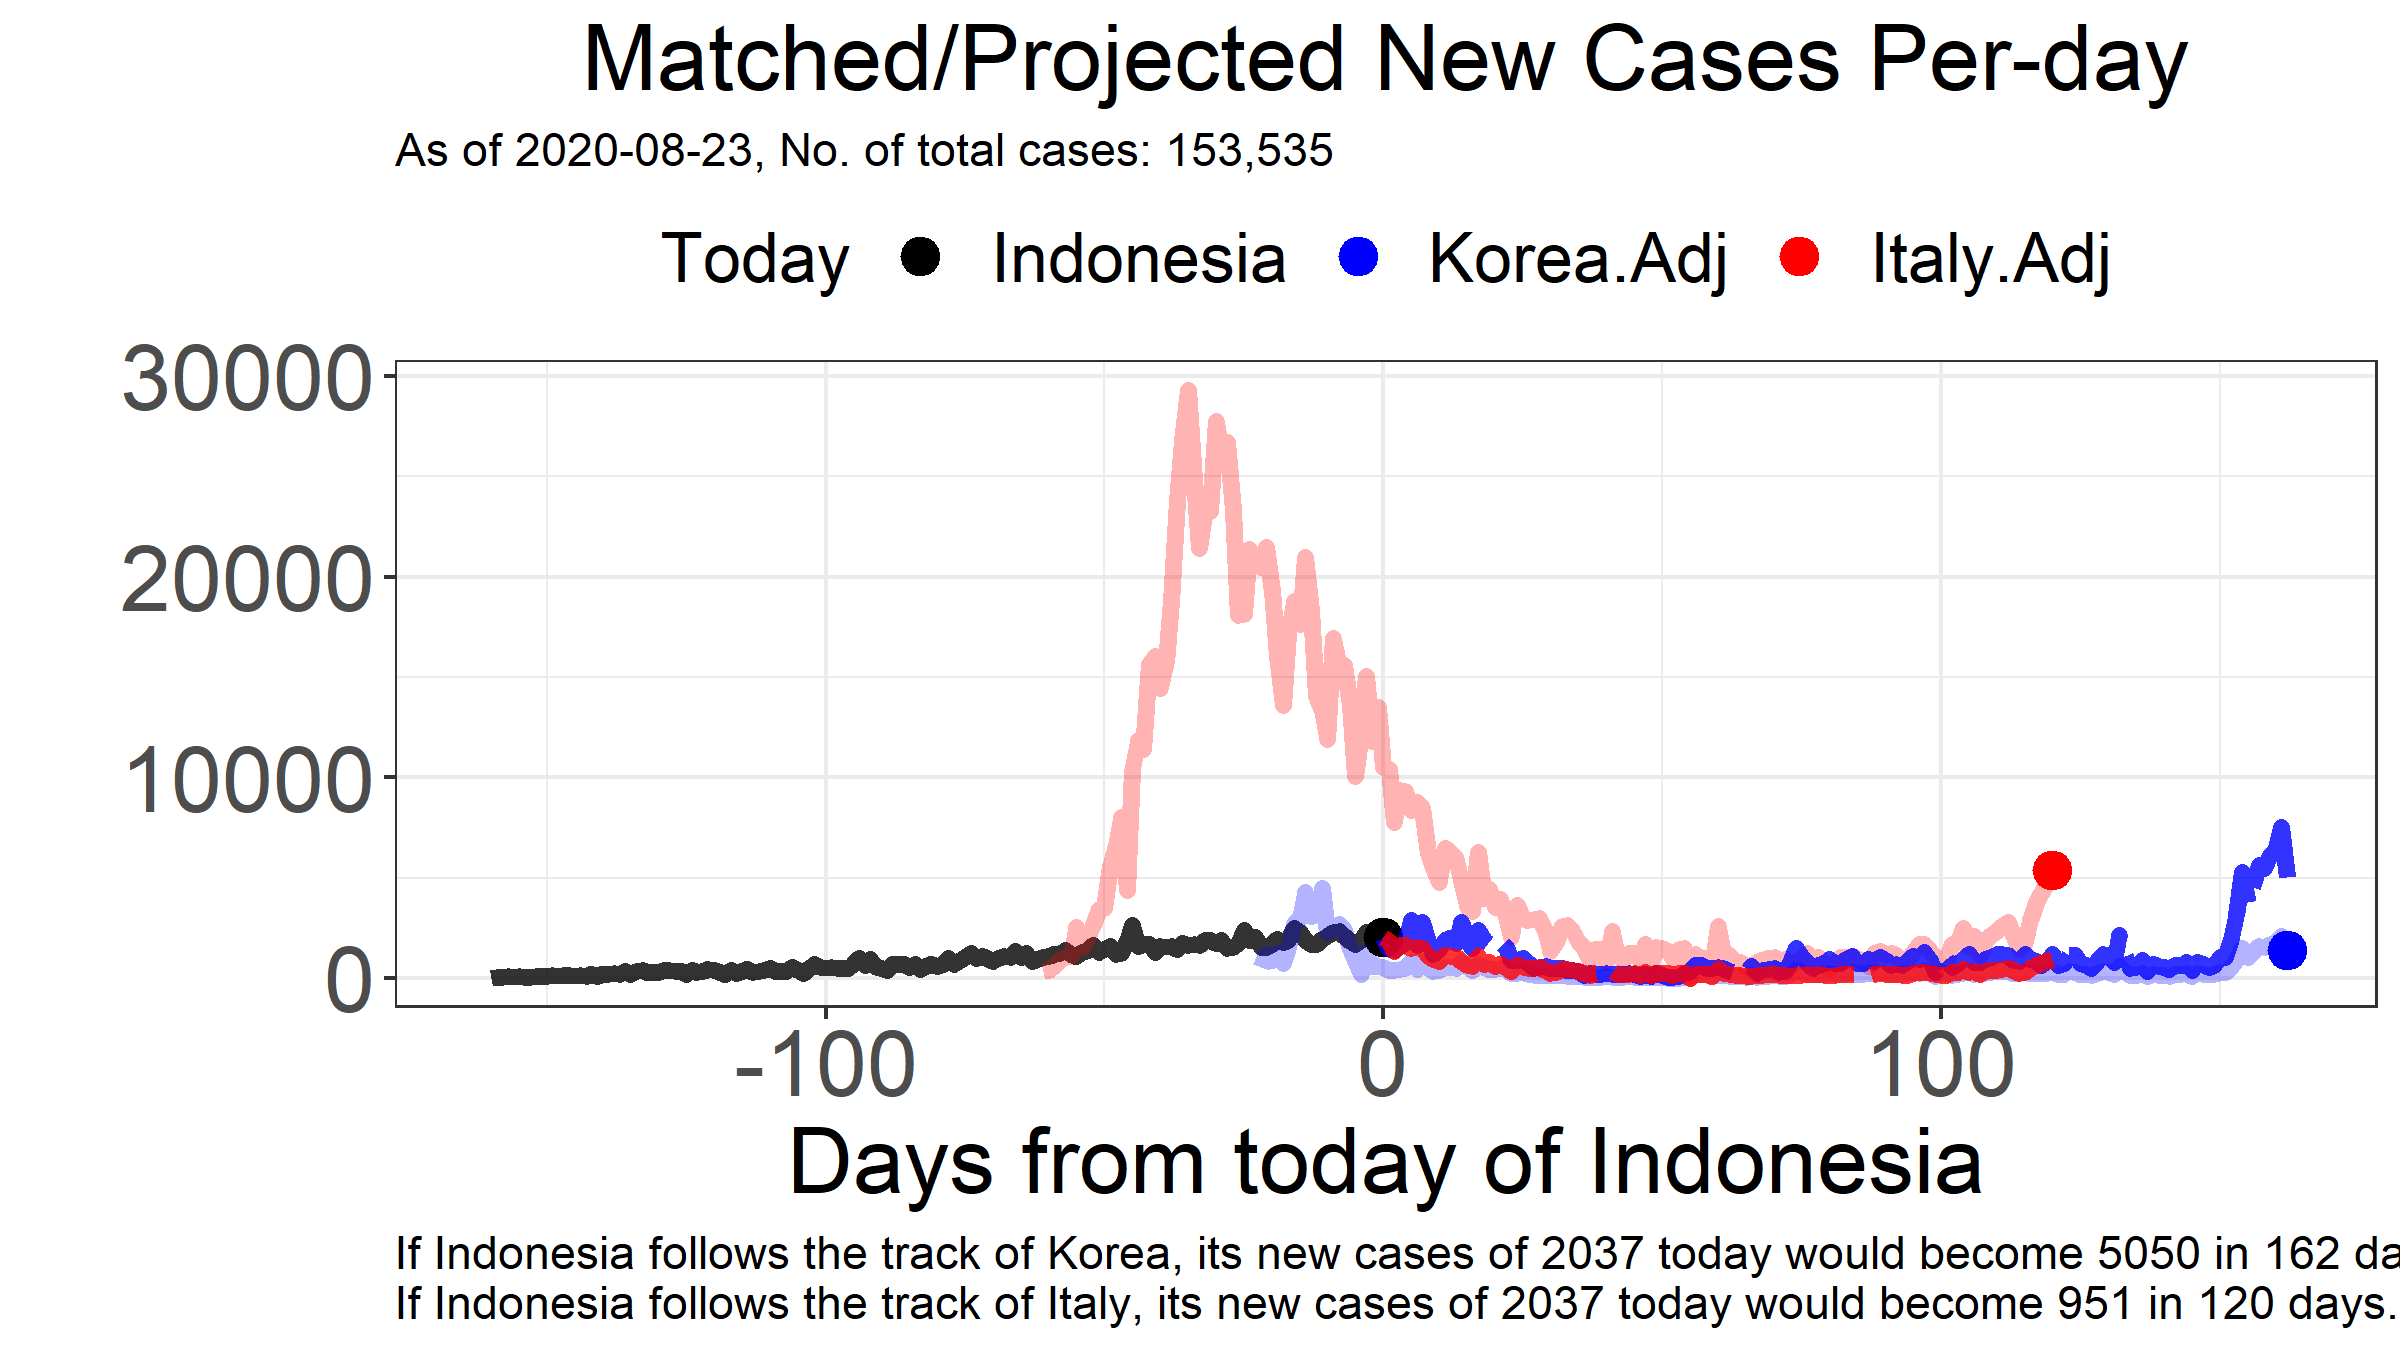 Matched/Projected New Cases Per-day
As of 2020-08-23, No. of total cases: 153,535
Today Indonesia Korea.Adj Italy.Adj
30000
20000
10000
0
-100 0 100
Days from today of Indonesia
If Indonesia follows the track of Korea, its new cases of 2037 today would become 5050 in 162 da
If Indonesia follows the track of Italy, its new cases of 2037 today would become 951 in 120 days.